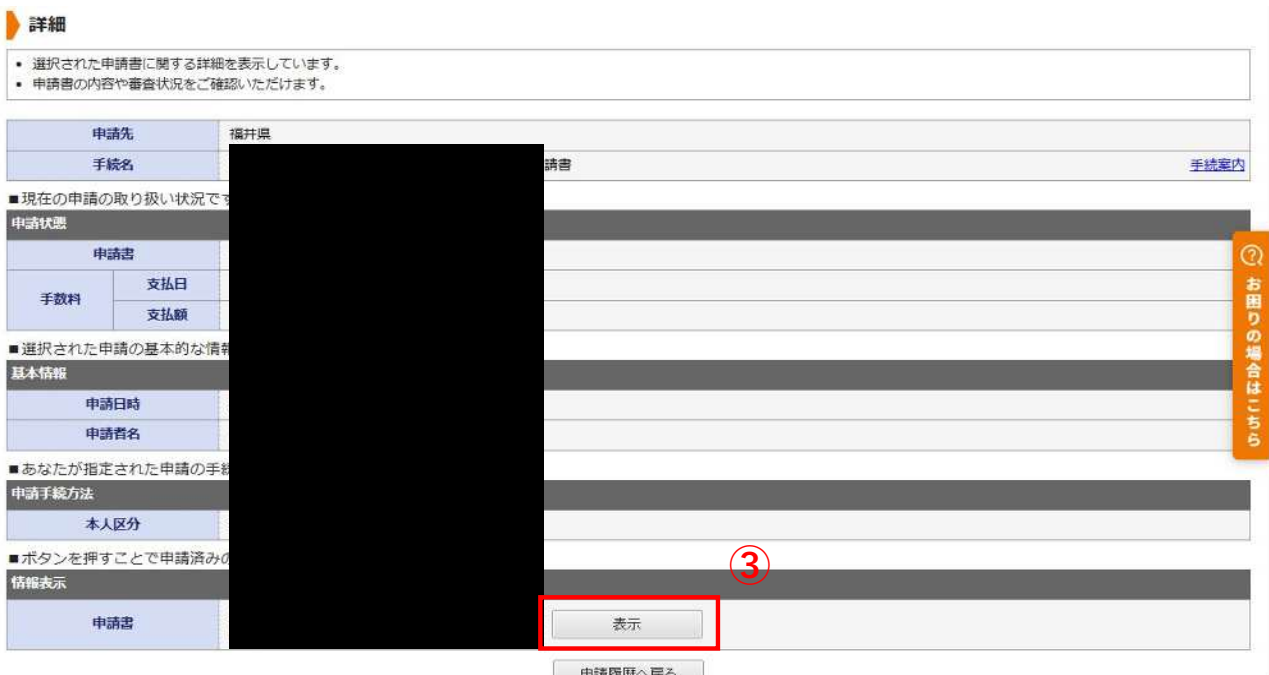 詳細
• 選択された申請書に関する詳細を表示しています。
• 申請書の内容や審査状況をご確認いただけます。
申請先 福井県
手続名 請書 手続案内
■現在の申請の取り扱い状況です
申請状態
申請書
手数料 支払日
支払額
■選択された申請の基本的な情報
基本情報
申請日時
申請者名
■あなたが指定された申請の手続
申請手続方法
本人区分
■ボタンを押すことで申請済みの
③
情報表示
申請書 表示
申請履歴へ戻る
お困りの場合はこちら